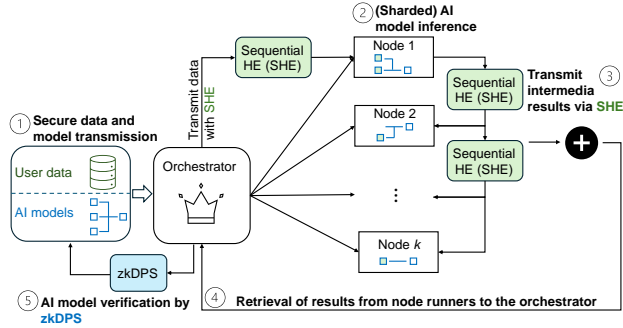 ② (Sharded) AI
model inference
Sequential
HE (SHE)
Node 1
Transmit data
with SHE
Sequential
HE (SHE)
Transmit ③
intermedia
results via SHE
① Secure data and
model transmission
Node 2
User data
AI models
Orchestrator
Sequential
HE (SHE)
⋮
Node k
zkDPS
⑤ AI model verification by
zkDPS
④ Retrieval of results from node runners to the orchestrator